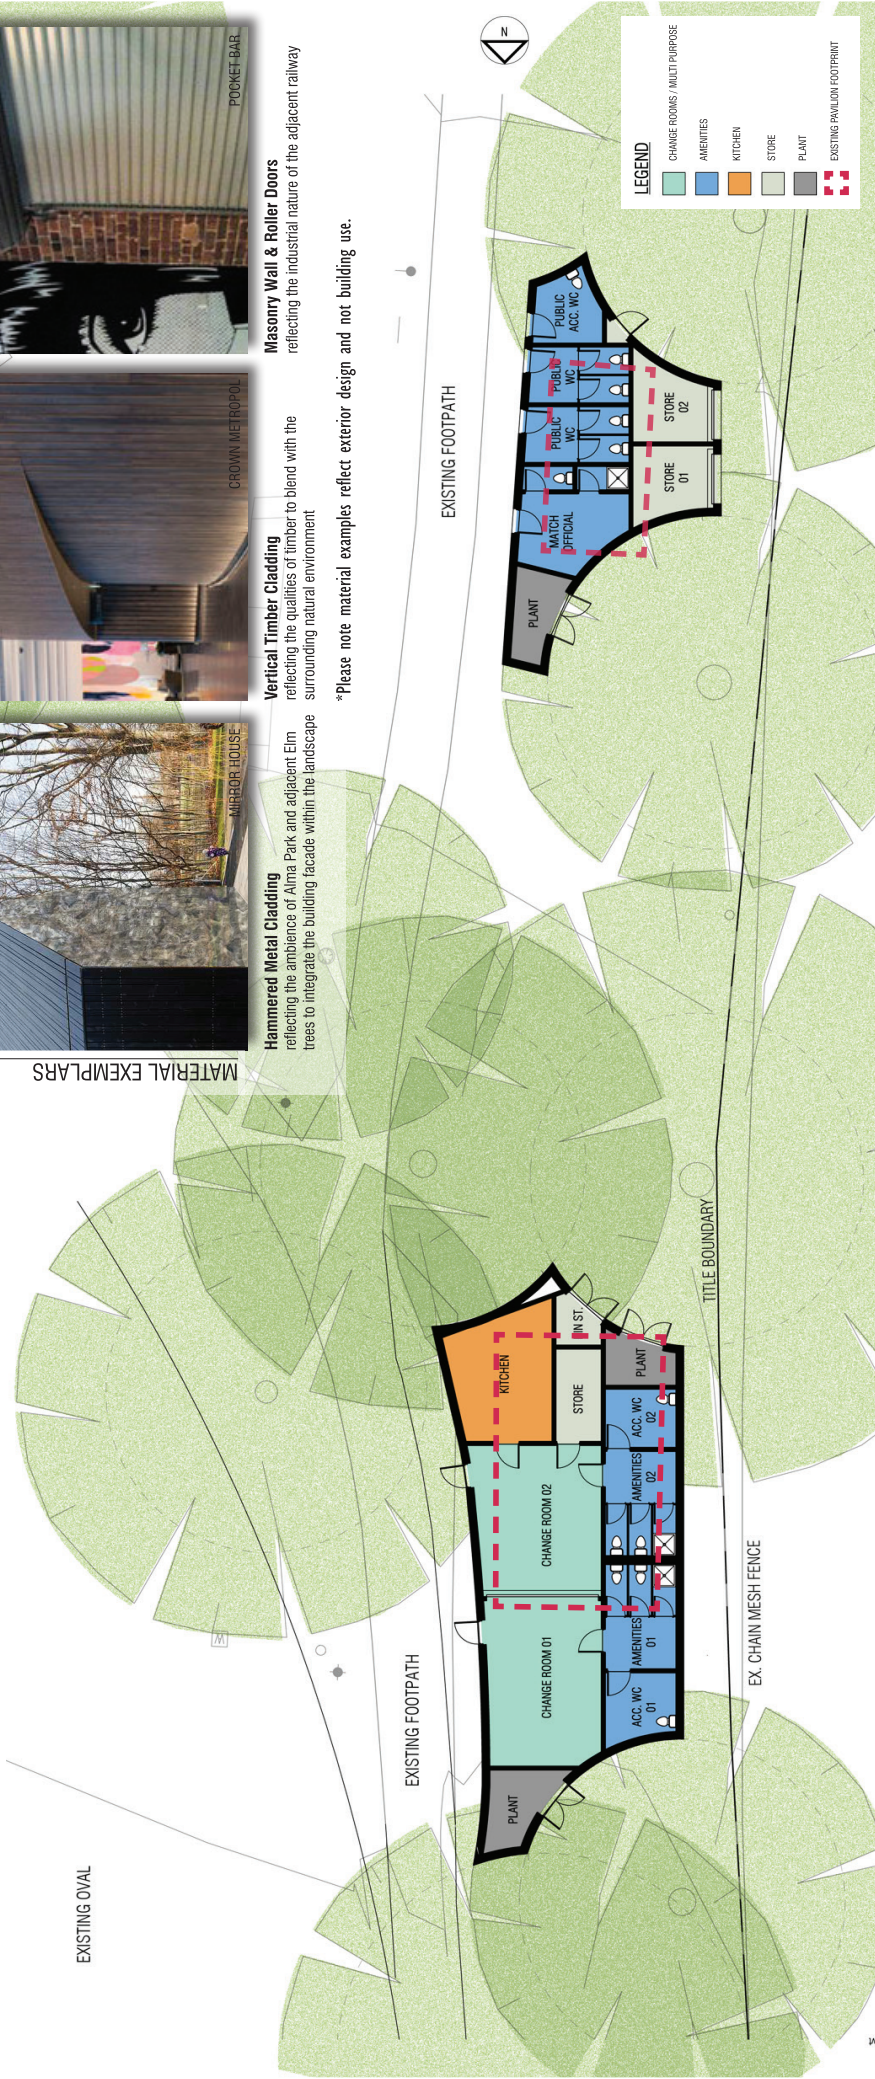 MATERIAL EXEMPLARS
MIRROR HOUSE
Hammered Metal Cladding
reflecting the ambience of Alma Park and adjacent Elm
trees to integrate the building facade within the landscape
CROWN METROPOL
Vertical Timber Cladding
reflecting the qualities of timber to blend with the
surrounding natural environment
POCKET BAR
Masonry Wall & Roller Doors
reflecting the industrial nature of the adjacent railway
*Please note material examples reflect exterior design and not building use.
N
EXISTING OVAL
EXISTING FOOTPATH
EXISTING FOOTPATH
PLANT
CHANGE ROOM 01
CHANGE ROOM 02
KITCHEN
STORE
IN ST.
PLANT
ACC. WC
01
AMENITIES
01
AMENITIES
02
ACC. WC
02
PLANT
MATCH
OFFICIAL
PUBLIC
WC
PUBLIC
WC
PUBLIC
ACC. WC
STORE
01
STORE
02
EX. CHAIN MESH FENCE
TITLE BOUNDARY
LEGEND
CHANGE ROOMS / MULTI PURPOSE
AMENITIES
KITCHEN
STORE
PLANT
EXISTING PAVILION FOOTPRINT